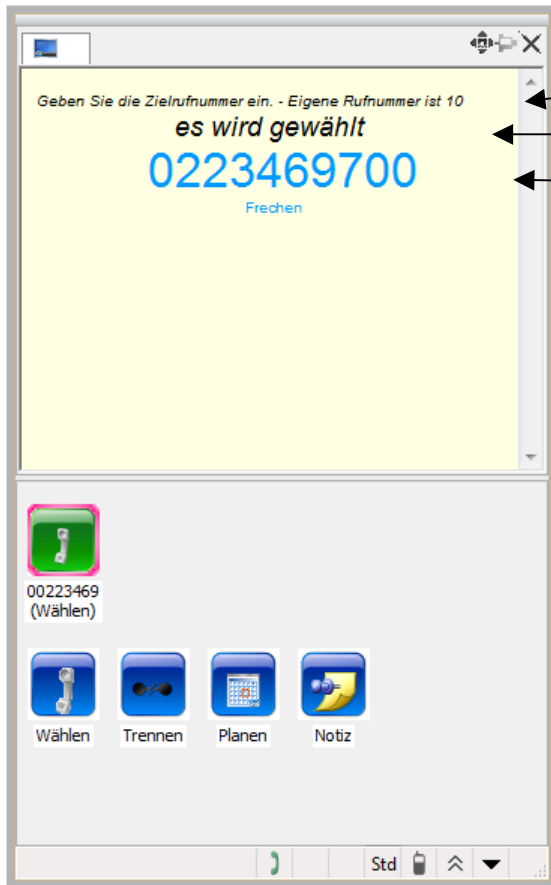 Geben Sie die Zielrufnummer ein. - Eigene Rufnummer ist 10
es wird gewählt
0223469700
Frechen
00223469
(Wählen)
Wählen Trennen Planen Notiz
Std